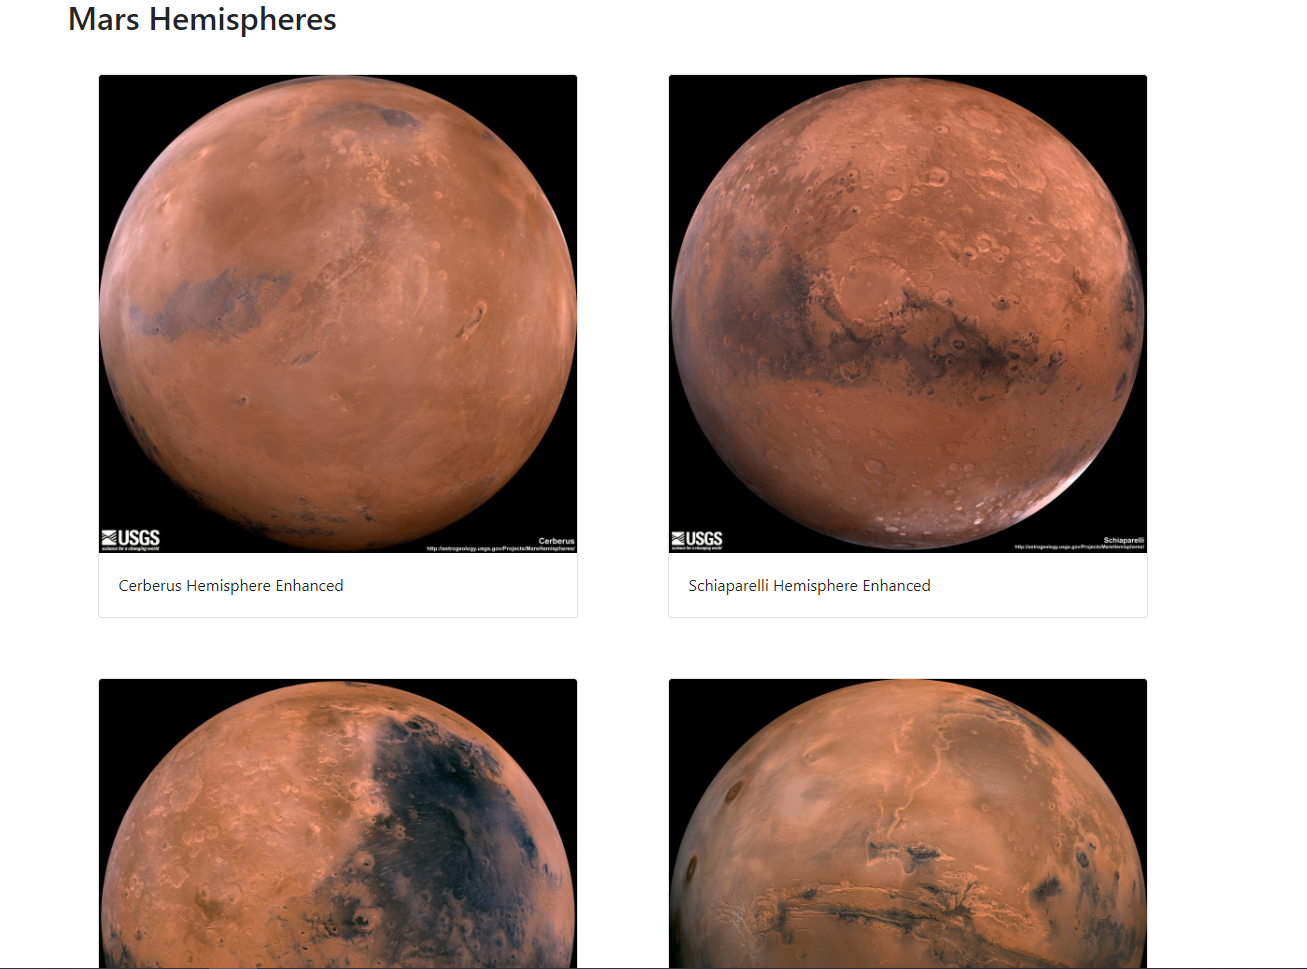 Mars Hemispheres
USGS
science for a changing world
Cerberus
http://astrogeology.usgs.gov/Projects/MarsHemispheres/
USGS
science for a changing world
Schiaparelli
http://astrogeology.usgs.gov/Projects/MarsHemispheres/
Cerberus Hemisphere Enhanced
Schiaparelli Hemisphere Enhanced